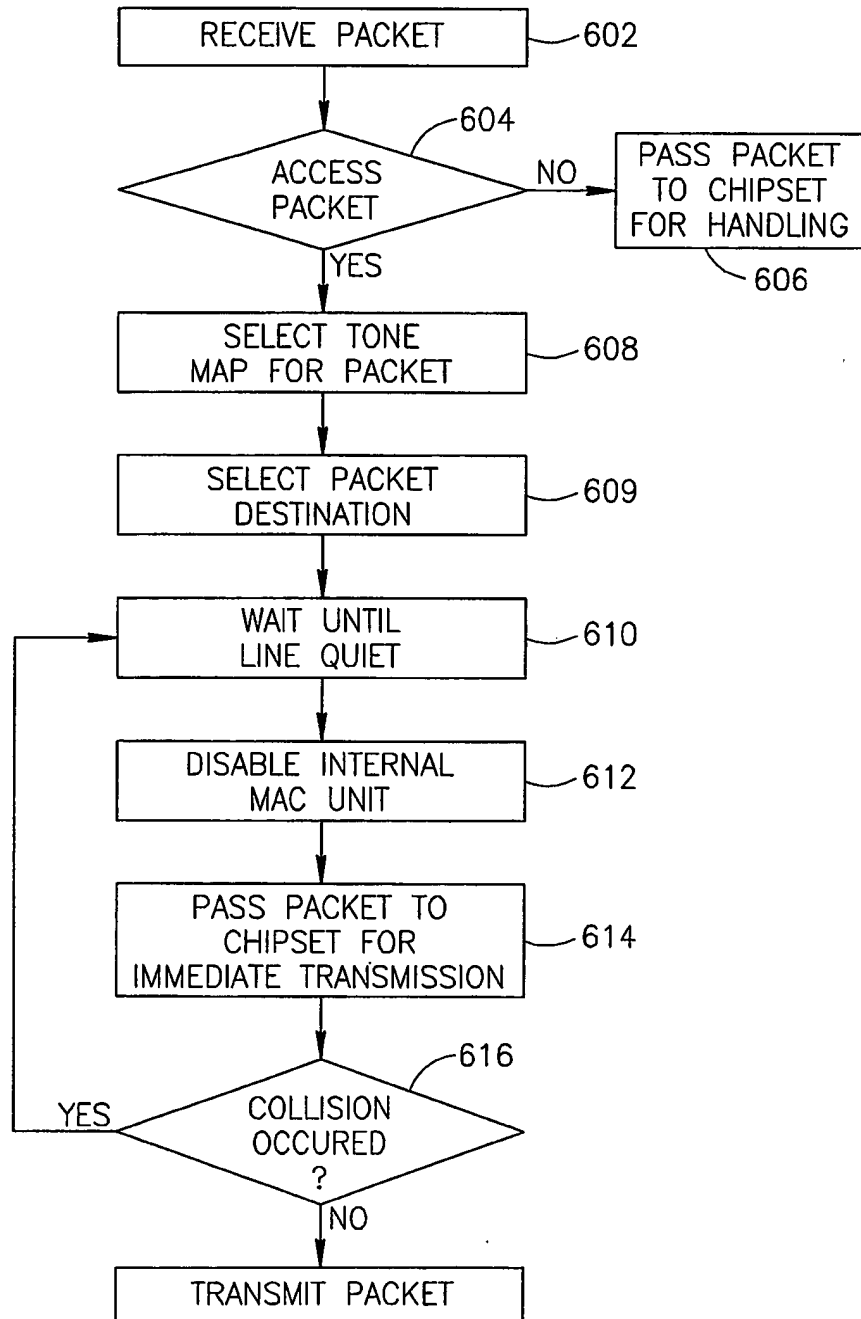 RECEIVE PACKET
602
604
ACCESS
PACKET
NO
PASS PACKET
TO CHIPSET
FOR HANDLING
606
YES
SELECT TONE
MAP FOR PACKET
608
SELECT PACKET
DESTINATION
609
WAIT UNTIL
LINE QUIET
610
DISABLE INTERNAL
MAC UNIT
612
PASS PACKET TO
CHIPSET FOR
IMMEDIATE TRANSMISSION
614
616
YES
COLLISION
OCCURED
?
NO
TRANSMIT PACKET